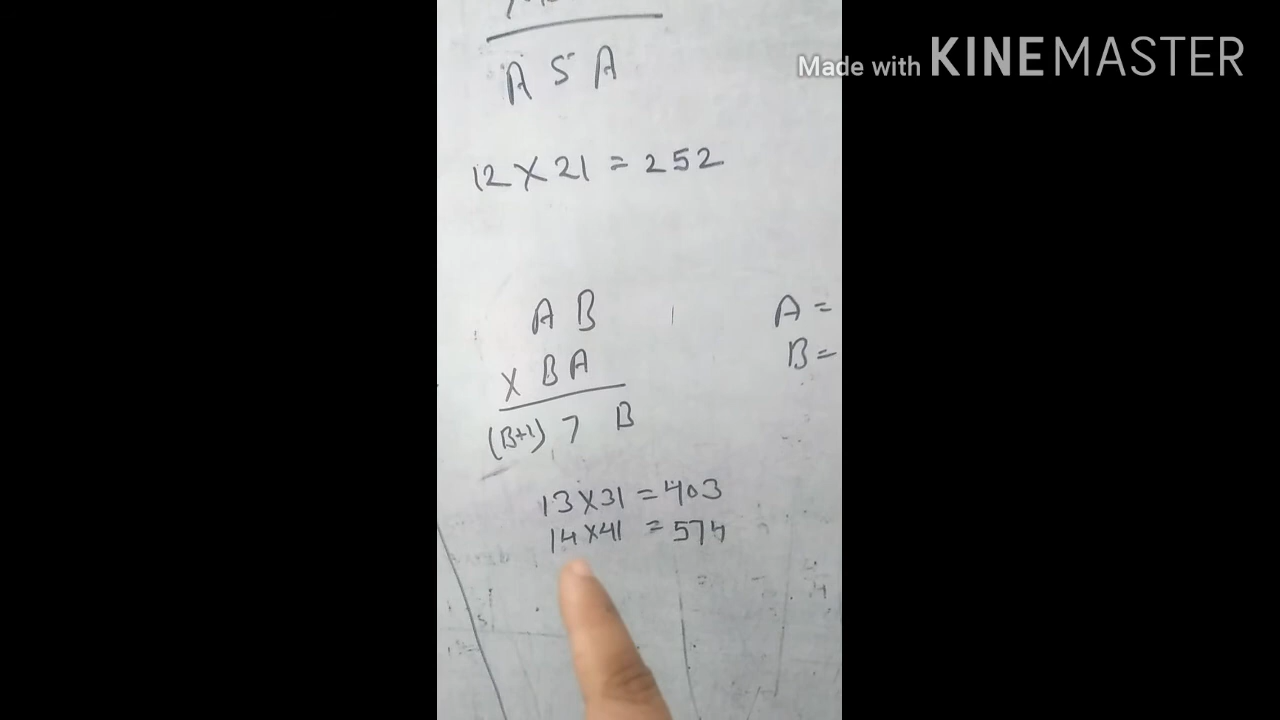 Made with KINEMASTER
A 5 A
12 X 21 = 252
A B
X B A
(B+1) 7 B
A =
B =
13 X 31 = 403
14 X 41 = 574